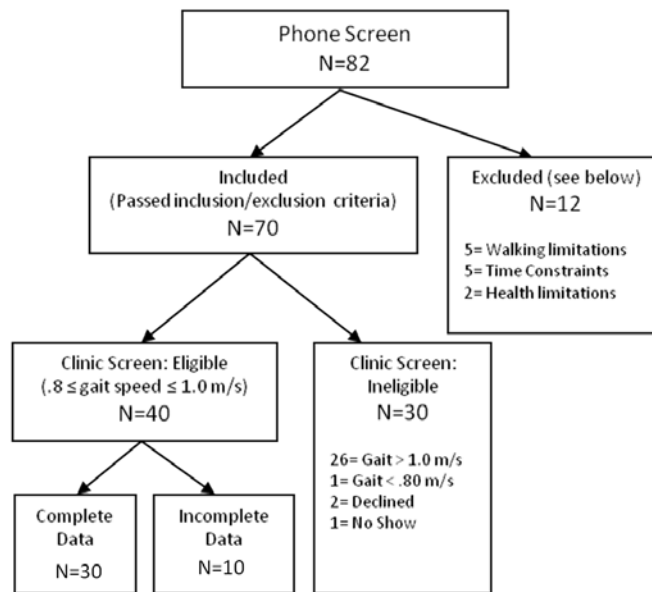 Phone Screen
N=82
Included
(Passed inclusion/exclusion criteria)
N=70
Excluded (see below)
N=12
5= Walking limitations
5= Time Constraints
2= Health limitations
Clinic Screen: Eligible
(.8 ≤ gait speed ≤ 1.0 m/s)
N=40
Clinic Screen:
Ineligible
N=30
26= Gait > 1.0 m/s
1= Gait < .80 m/s
2= Declined
1= No Show
Complete
Data
N=30
Incomplete
Data
N=10